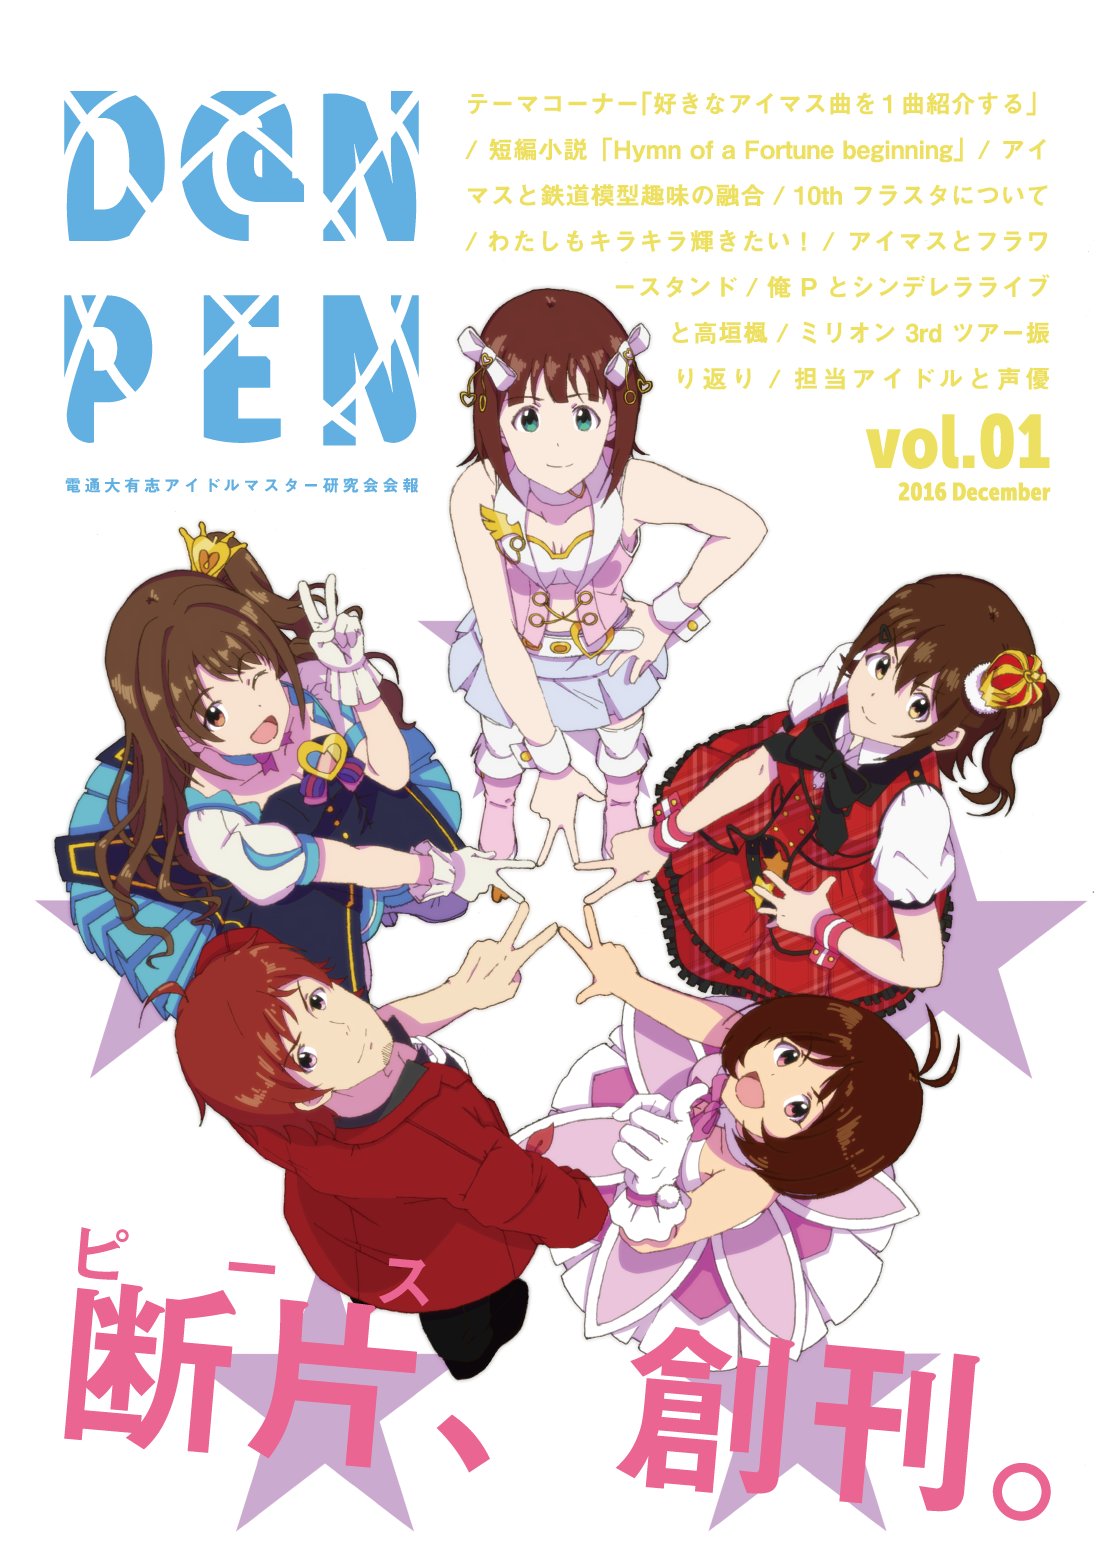 DEN
PEN
電通大有志アイドルマスター研究会会報
テーマコーナー「好きなアイマス曲を1曲紹介する」
/ 短編小説「Hymn of a Fortune beginning」/ アイ
マスと鉄道模型趣味の融合 / 10th フラスタについて
/ わたしもキラキラ輝きたい！/ アイマスとフラワ
ースタンド / 俺 P とシンデレラライブ
と高垣楓 / ミリオン 3rd ツアー振
り返り / 担当アイドルと声優
vol.01
2016 December
ピース
断片、創刊。